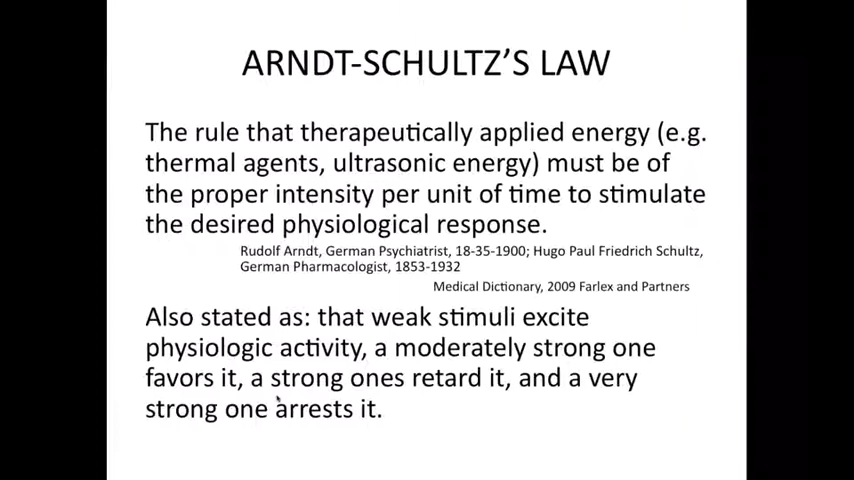 ARNDT-SCHULTZ’S LAW
The rule that therapeutically applied energy (e.g.
thermal agents, ultrasonic energy) must be of
the proper intensity per unit of time to stimulate
the desired physiological response.
Rudolf Arndt, German Psychiatrist, 18-35-1900; Hugo Paul Friedrich Schultz,
German Pharmacologist, 1853-1932
Medical Dictionary, 2009 Farlex and Partners
Also stated as: that weak stimuli excite
physiologic activity, a moderately strong one
favors it, a strong ones retard it, and a very
strong one arrests it.